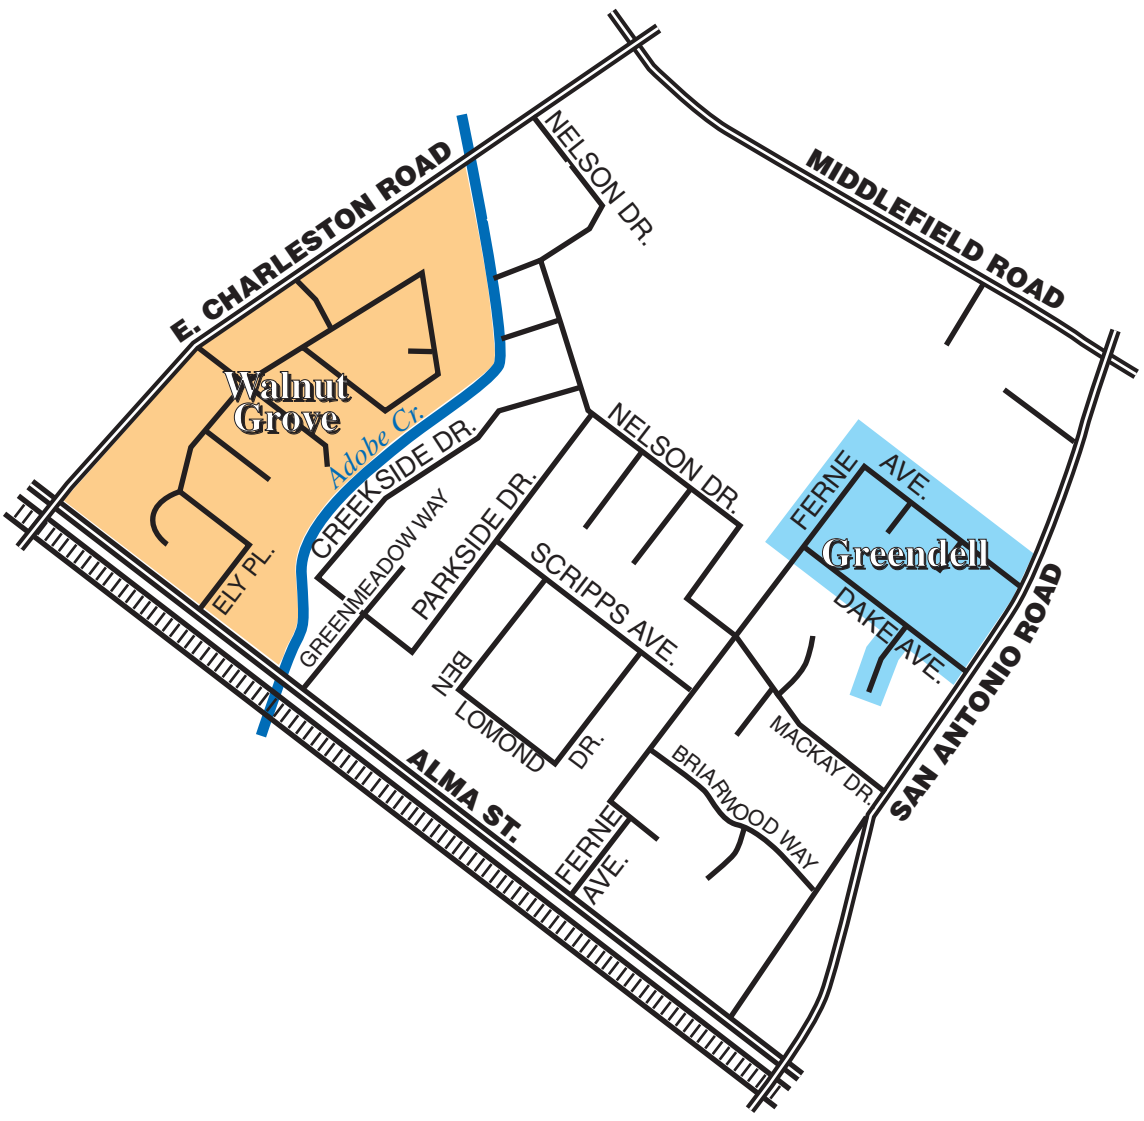 NELSON DR.
E. CHARLESTON ROAD
MIDDLEFIELD ROAD
Walnut
Grove
Adobe Cr.
CREEKSIDE DR.
NELSON DR.
FERNE
AVE.
GREENMEADOW WAY
PARKSIDE DR.
SCRIPPS AVE.
Greendell
ELY PL.
DAKE AVE.
SAN ANTONIO ROAD
BEN
LOMOND
DR.
MACKAY DR.
BRIARWOOD WAY
ALMA ST.
FERNE
AVE.